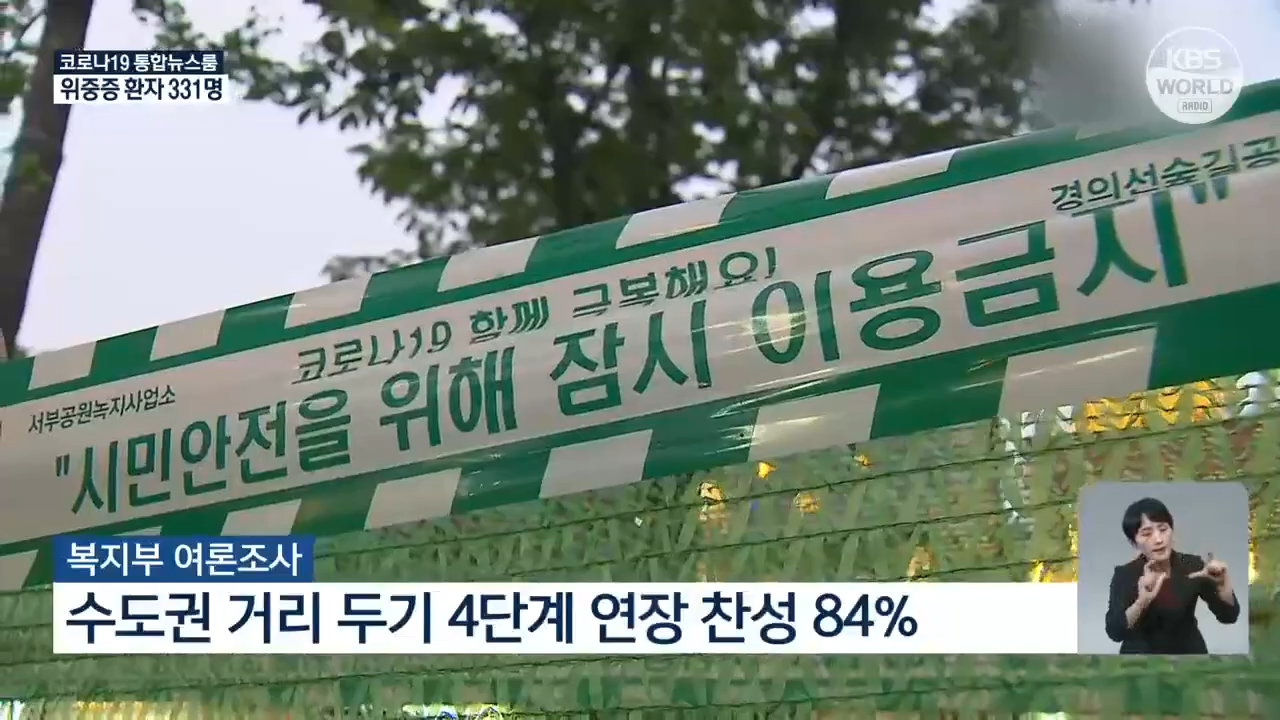 코로나19 통합뉴스룸
위중증 환자 331명
KBS
WORLD
RADIO
경의선숲길공
코로나19 함께 극복해요!
서부공원녹지사업소
"시민안전을 위해 잠시 이용금지"
복지부 여론조사
수도권 거리 두기 4단계 연장 찬성 84%